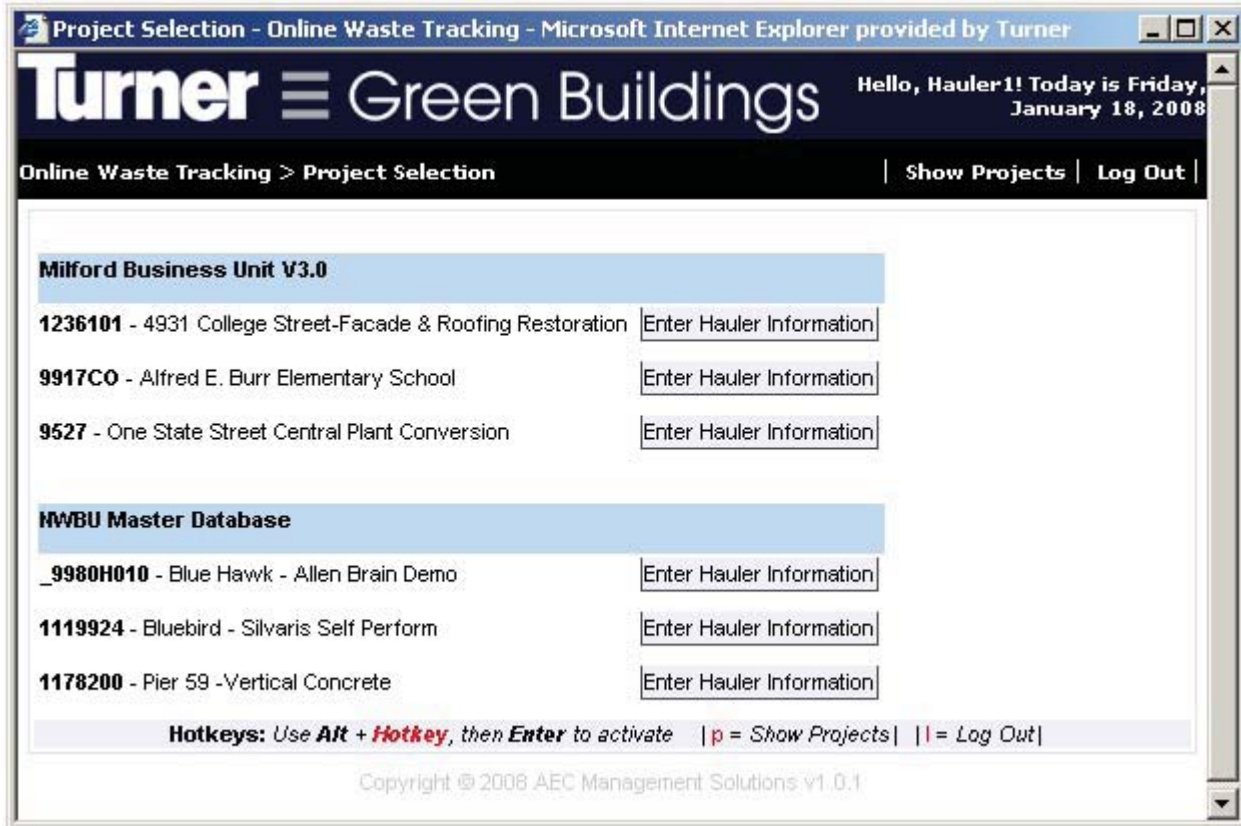 Project Selection - Online Waste Tracking - Microsoft Internet Explorer provided by Turner
Turner Green Buildings
Hello, Hauler1! Today is Friday,
January 18, 2008
Online Waste Tracking > Project Selection | Show Projects | Log Out |
Milford Business Unit V3.0
1236101 - 4931 College Street-Facade & Roofing Restoration Enter Hauler Information
9917CO - Alfred E. Burr Elementary School Enter Hauler Information
9527 - One State Street Central Plant Conversion Enter Hauler Information
NWBU Master Database
_9980H010 - Blue Hawk - Allen Brain Demo Enter Hauler Information
1119924 - Bluebird - Silvaris Self Perform Enter Hauler Information
1178200 - Pier 59 -Vertical Concrete Enter Hauler Information
Hotkeys: Use Alt + Hotkey, then Enter to activate |p = Show Projects| |l = Log Out|
Copyright © 2008 AEC Management Solutions v1.0.1